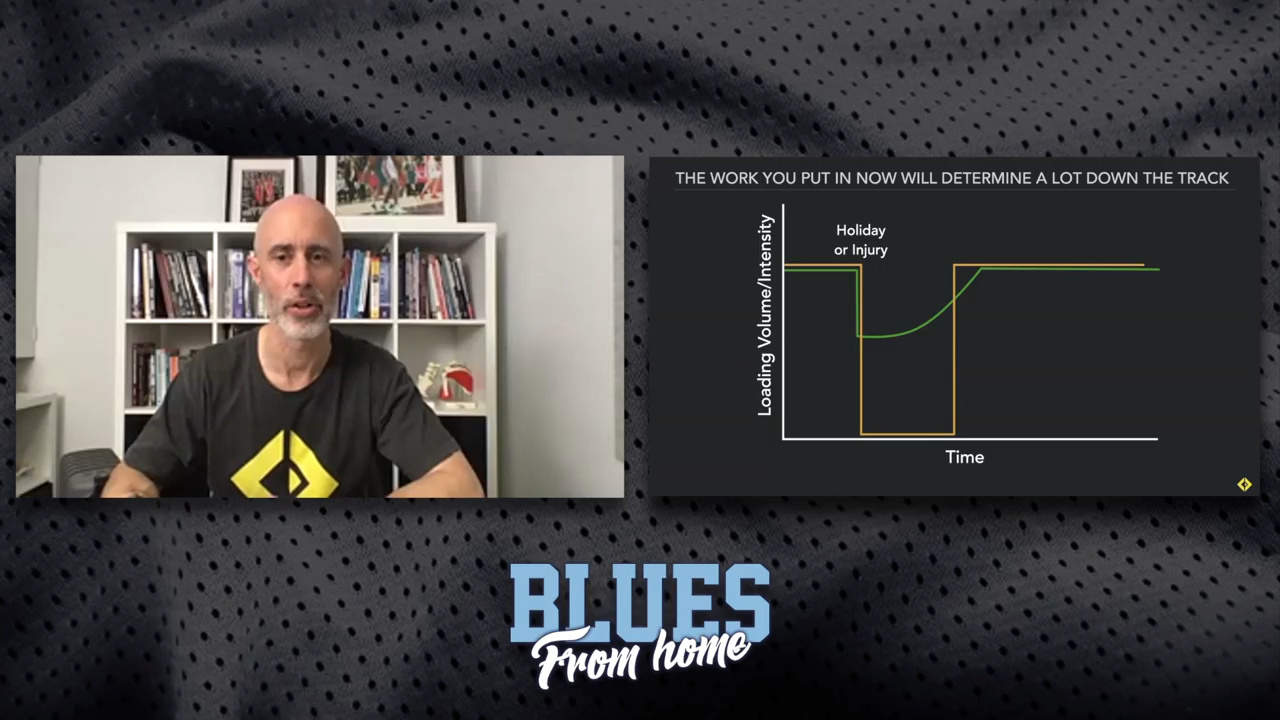 THE WORK YOU PUT IN NOW WILL DETERMINE A LOT DOWN THE TRACK
Holiday
or Injury
Loading Volume/Intensity
Time
BLUES
From home